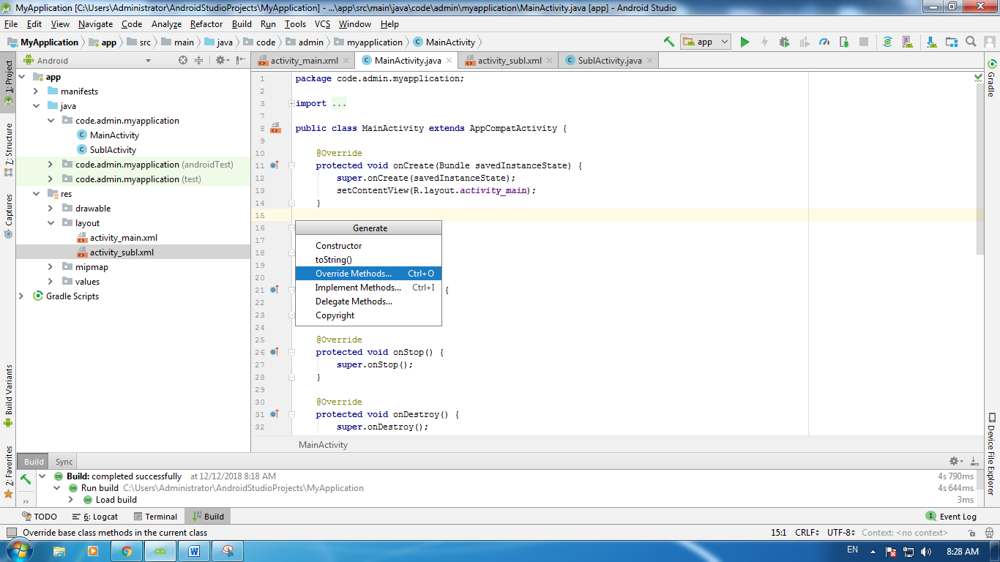 MyApplication [C:\Users\Administrator\AndroidStudioProjects\MyApplication] - ...\app\src\main\java\code\admin\myapplication\MainActivity.java [app] - Android Studio
File Edit View Navigate Code Analyze Refactor Build Run Tools VCS Window Help
MyApplication app src main java code admin myapplication MainActivity app
Android
activity_main.xml MainActivity.java activity_subl.xml SublActivity.java
1: Project
7: Structure
Captures
Build Variants
2: Favorites
app
manifests
java
code.admin.myapplication
MainActivity
SublActivity
code.admin.myapplication (androidTest)
code.admin.myapplication (test)
res
drawable
layout
activity_main.xml
activity_subl.xml
mipmap
values
Gradle Scripts
1 package code.admin.myapplication;
2
3 import ...
7
8 public class MainActivity extends AppCompatActivity {
9
10 @Override
11 protected void onCreate(Bundle savedInstanceState) {
12 super.onCreate(savedInstanceState);
13 setContentView(R.layout.activity_main);
14 }
15
16
17
18
19
20
21 {
22
23
24
25 @Override
26 protected void onStop() {
27 super.onStop();
28 }
29
30 @Override
31 protected void onDestroy() {
32 super.onDestroy();
Generate
Constructor
toString()
Override Methods... Ctrl+O
Implement Methods... Ctrl+I
Delegate Methods...
Copyright
MainActivity
Gradle
Device File Explorer
Build Sync
Build: completed successfully at 12/12/2018 8:18 AM 4s 790ms
Run build C:\Users\Administrator\AndroidStudioProjects\MyApplication 4s 644ms
Load build 3ms
TODO 6: Logcat Terminal Build 1 Event Log
Override base class methods in the current class 15:1 CRLF UTF-8 Context: <no context>
EN 8:28 AM